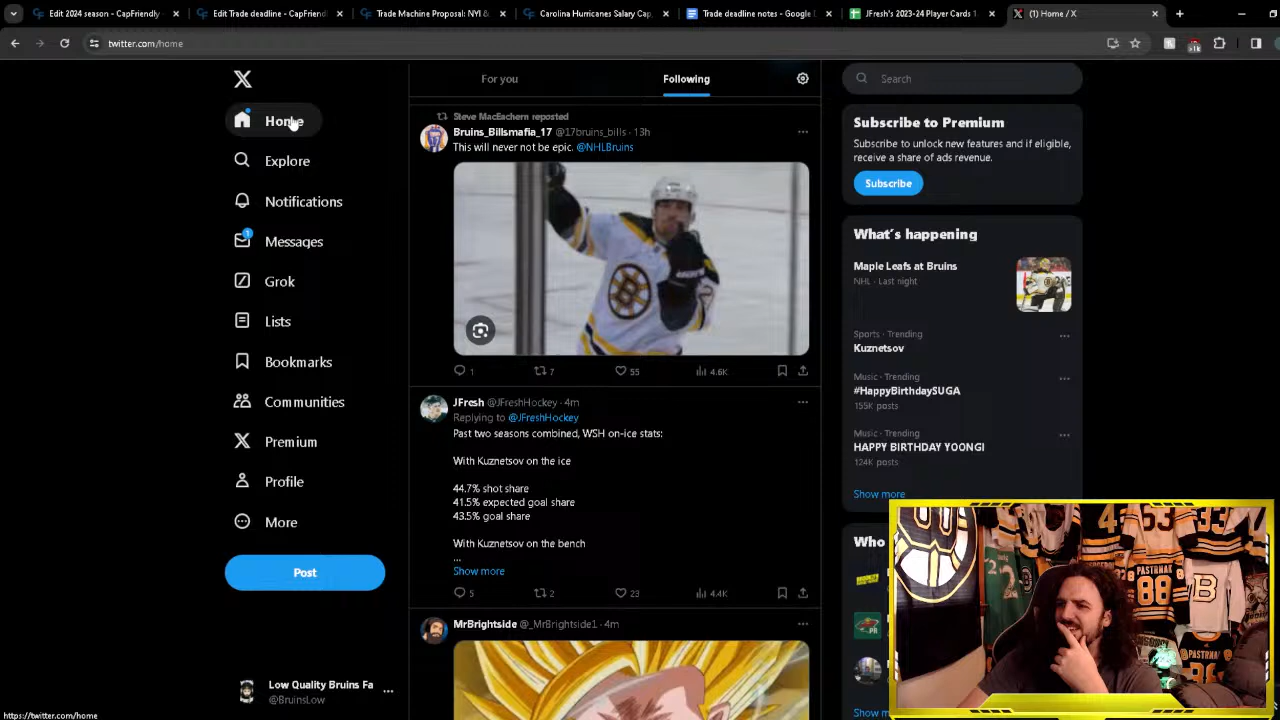 Edit 2024 season - CapFriendly
Edit Trade deadline - CapFriend
Trade Machine Proposal: NYI &
Carolina Hurricanes Salary Cap,
Trade deadline notes - Google
JFresh's 2023-24 Player Cards
(1) Home / X
twitter.com/home
Home
Explore
Notifications
1
Messages
Grok
Lists
Bookmarks
Communities
Premium
Profile
More
Post
Low Quality Bruins Fa
@BruinsLow
https://twitter.com/home
For you
Following
Steve MacEschern reposted
Bruins_Billsmafia_17 @17bruins_bills · 13h
This will never not be epic. @NHLBruins
1
7
55
4.6K
JFresh @JFreshHockey · 4m
Replying to @JFreshHockey
Past two seasons combined, WSH on-ice stats:
With Kuznetsov on the ice
44.7% shot share
41.5% expected goal share
43.5% goal share
With Kuznetsov on the bench
...
Show more
5
2
23
4.4K
MrBrightside @_MrBrightside1 · 4m
Search
Subscribe to Premium
Subscribe to unlock new features and if eligible,
receive a share of ads revenue.
Subscribe
What's happening
Maple Leafs at Bruins
NHL · Last night
Sports · Trending
Kuznetsov
Music · Trending
#HappyBirthdaySUGA
155K posts
Music · Trending
HAPPY BIRTHDAY YOONGI
124K posts
Show more
Who
Show m
PASTRNAK
88
PASTRNAK